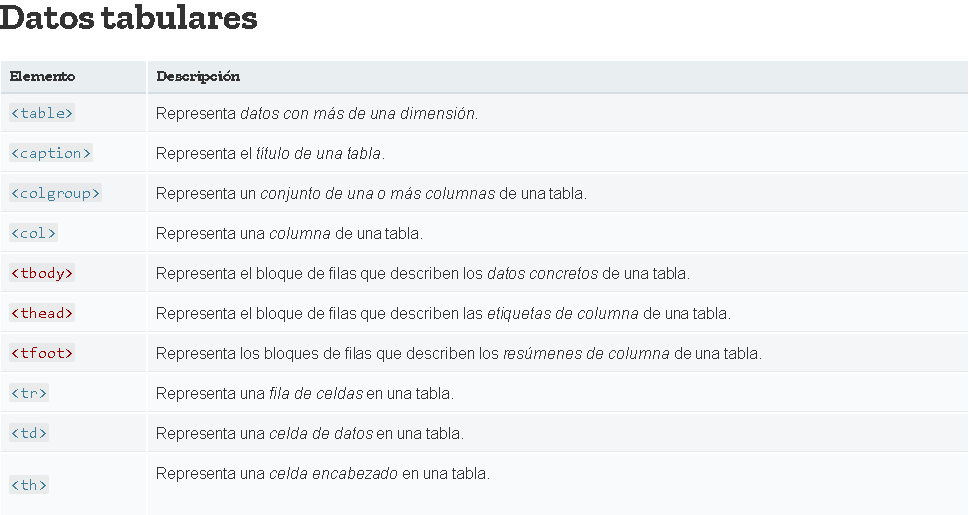 Datos tabulares
Elemento Descripción
<table> Representa datos con más de una dimensión.
<caption> Representa el título de una tabla.
<colgroup> Representa un conjunto de una o más columnas de una tabla.
<col> Representa una columna de una tabla.
<tbody> Representa el bloque de filas que describen los datos concretos de una tabla.
<thead> Representa el bloque de filas que describen las etiquetas de columna de una tabla.
<tfoot> Representa los bloques de filas que describen los resúmenes de columna de una tabla.
<tr> Representa una fila de celdas en una tabla.
<td> Representa una celda de datos en una tabla.
<th> Representa una celda encabezado en una tabla.